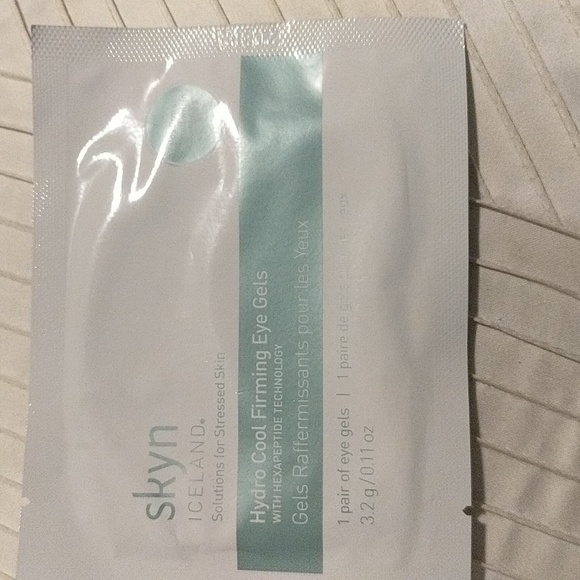 skyn
ICELAND.
Solutions for Stressed Skin
Hydro Cool Firming Eye Gels
WITH HEXAPEPTIDE TECHNOLOGY
Gels Raffermissants pour les Yeux
1 pair of eye gels | 1 paire de
3.2 g/0.11 oz